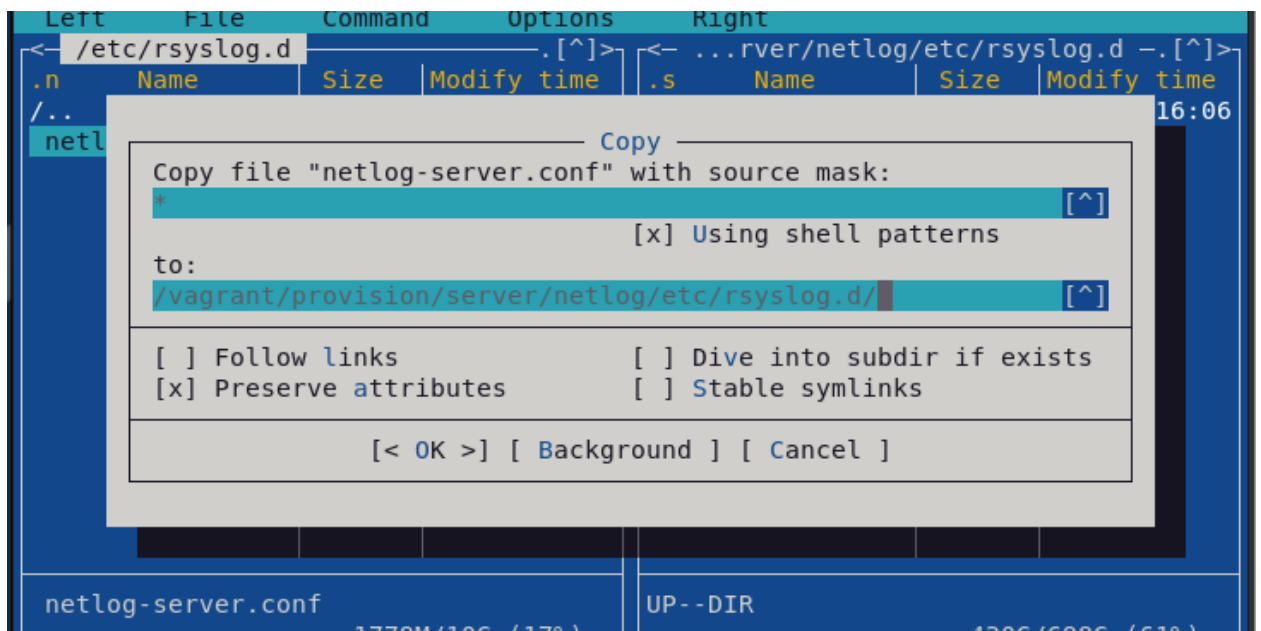 Left File Command Options Right
<─ /etc/rsyslog.d ─.[^]>┐ <─ ...rver/netlog/etc/rsyslog.d ─.[^]>
.n Name Size Modify time .s Name Size Modify time
/.. 16:06
netl
Copy
Copy file "netlog-server.conf" with source mask:
* [^]
[x] Using shell patterns
to:
/vagrant/provision/server/netlog/etc/rsyslog.d/ [^]
[ ] Follow links [ ] Dive into subdir if exists
[x] Preserve attributes [ ] Stable symlinks
[< OK >] [ Background ] [ Cancel ]
netlog-server.conf UP--DIR